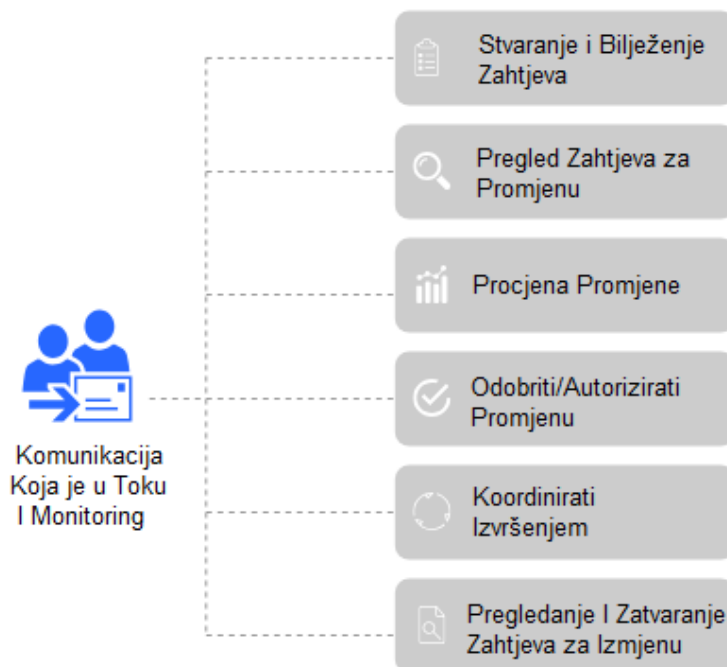 Stvaranje i Bilježenje
Zahtjeva
Pregled Zahtjeva za
Promjenu
Procjena Promjene
Odobriti/Autorizirati
Promjenu
Komunikacija
Koja je u Toku
I Monitoring
Koordinirati
Izvršenjem
Pregledanje I Zatvaranje
Zahtjeva za Izmjenu